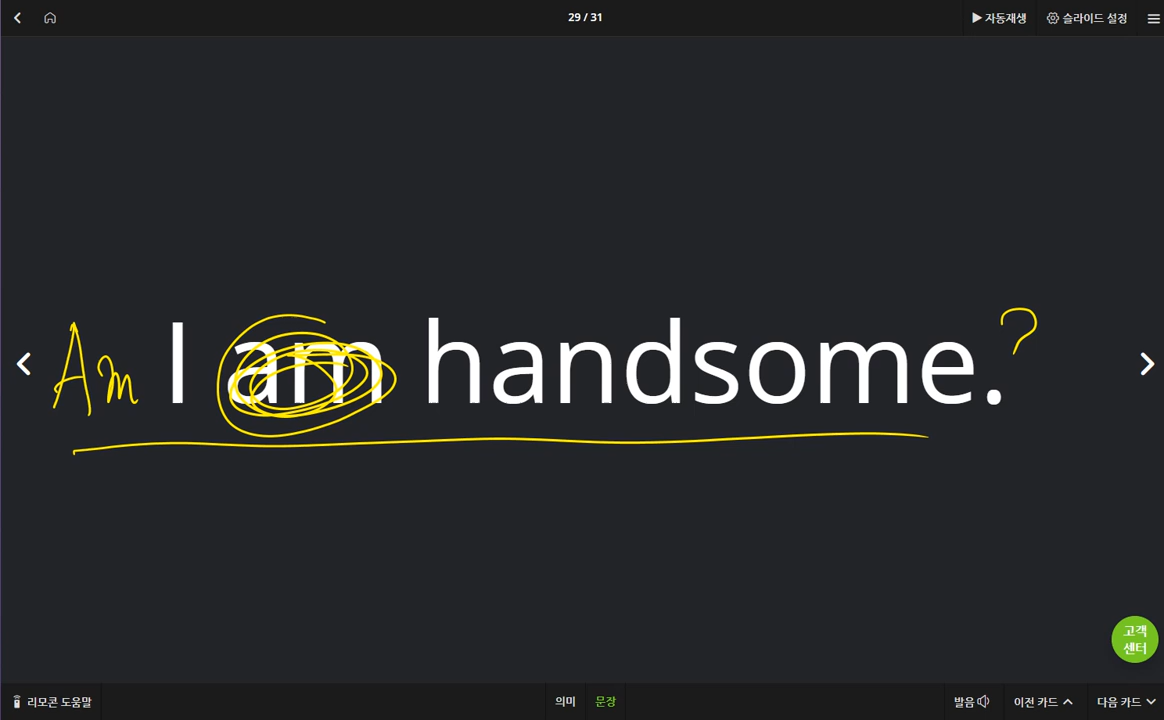 29 / 31
자동재생
슬라이드 설정
Am I am handsome.?
고객
센터
리모콘 도움말
의미
문장
발음
이전 카드
다음 카드